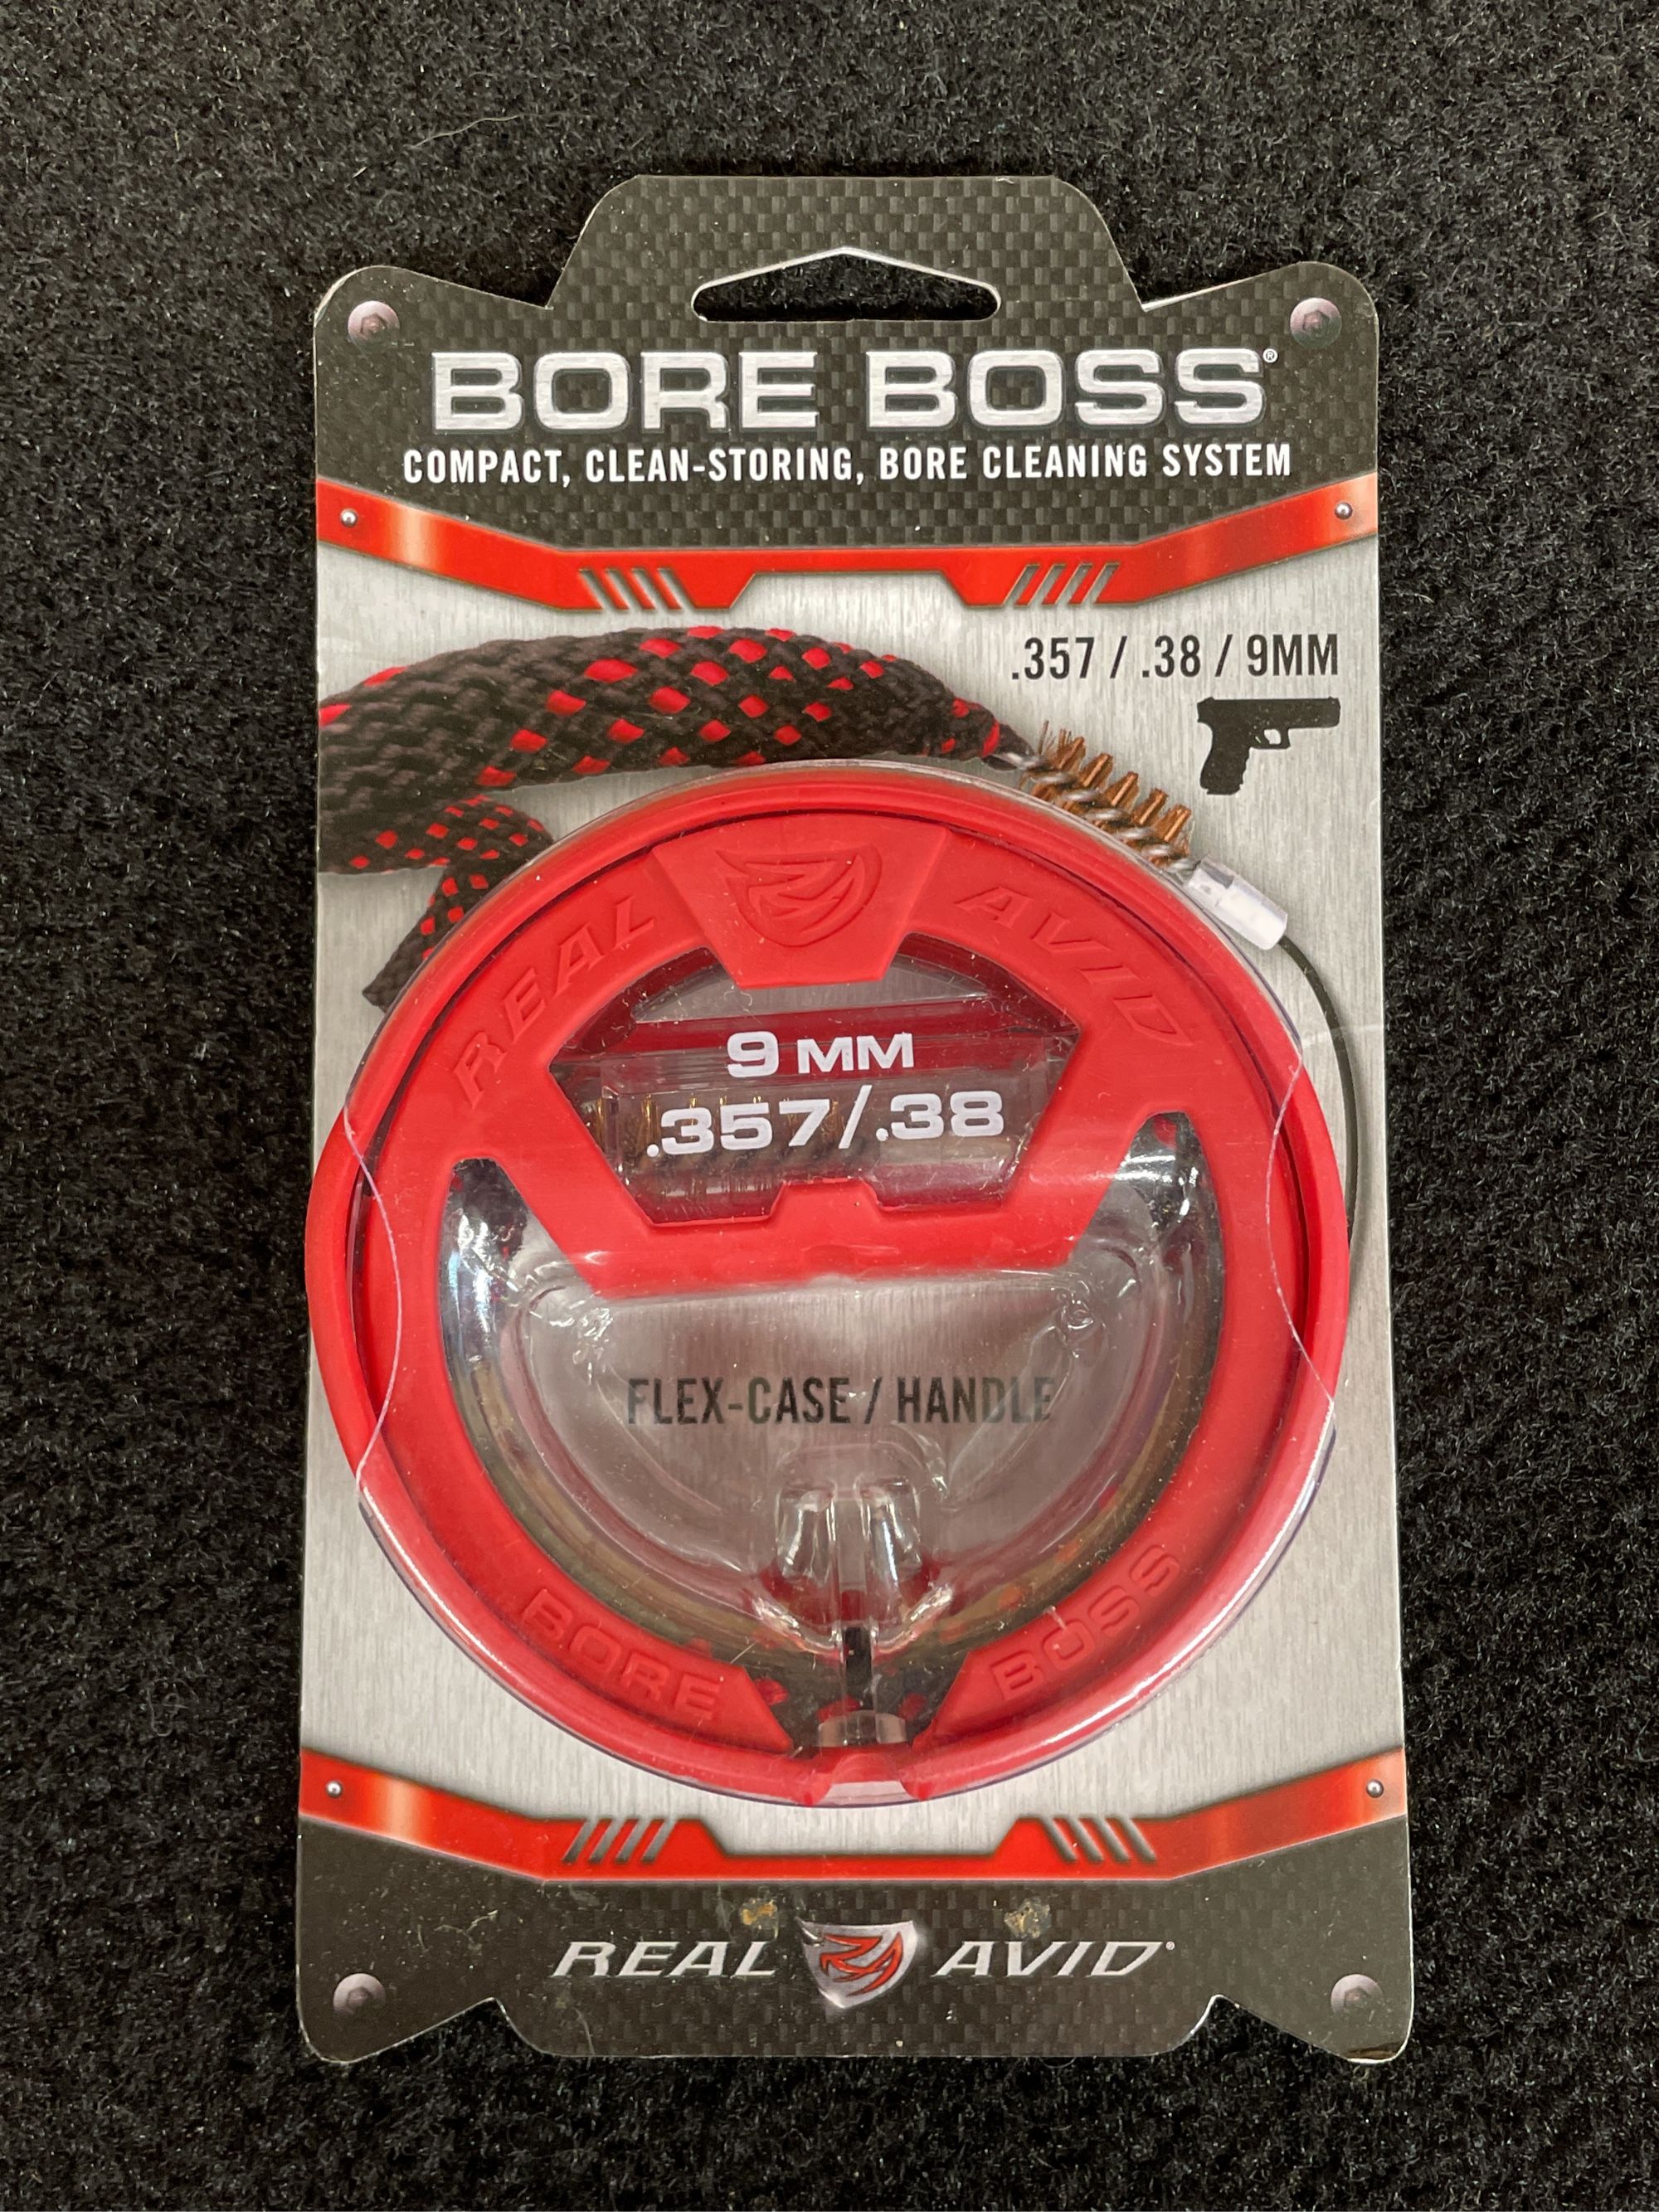 BORE BOSS®
COMPACT, CLEAN-STORING, BORE CLEANING SYSTEM
.357 / .38 / 9MM
REAL AVID
9 MM
.357/.38
FLEX-CASE / HANDLE
BORE BOSS
REAL AVID